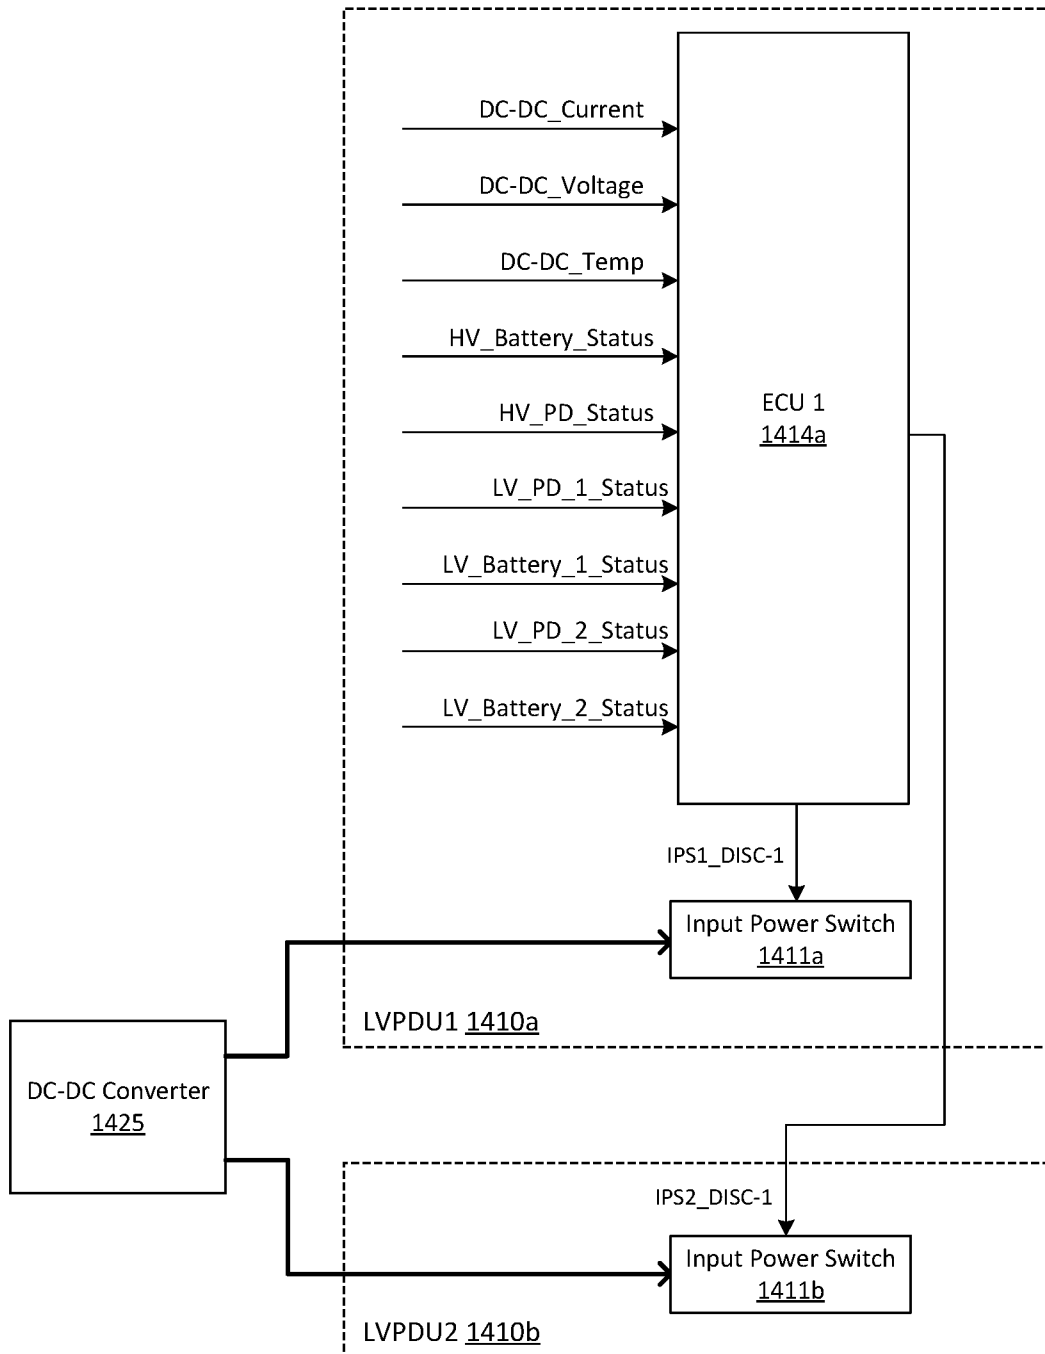 DC-DC_Current
DC-DC_Voltage
DC-DC_Temp
HV_Battery_Status
HV_PD_Status
LV_PD_1_Status
LV_Battery_1_Status
LV_PD_2_Status
LV_Battery_2_Status
ECU 1
1414a
IPS1_DISC-1
Input Power Switch
1411a
LVPDU1 1410a
DC-DC Converter
1425
IPS2_DISC-1
Input Power Switch
1411b
LVPDU2 1410b